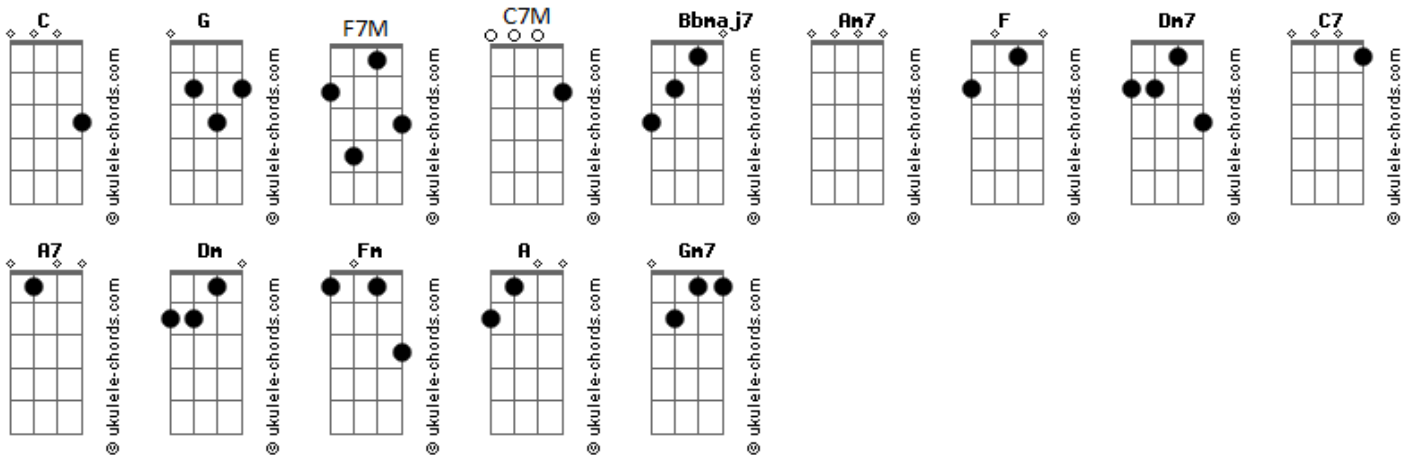 C G F7M C7M Bbmaj7 Am7 F Dm7 C7
© ukulele-chords.com © ukulele-chords.com © ukulele-chords.com © ukulele-chords.com © ukulele-chords.com © ukulele-chords.com © ukulele-chords.com © ukulele-chords.com © ukulele-chords.com
A7 Dm Fm A Gm7
© ukulele-chords.com © ukulele-chords.com © ukulele-chords.com © ukulele-chords.com © ukulele-chords.com